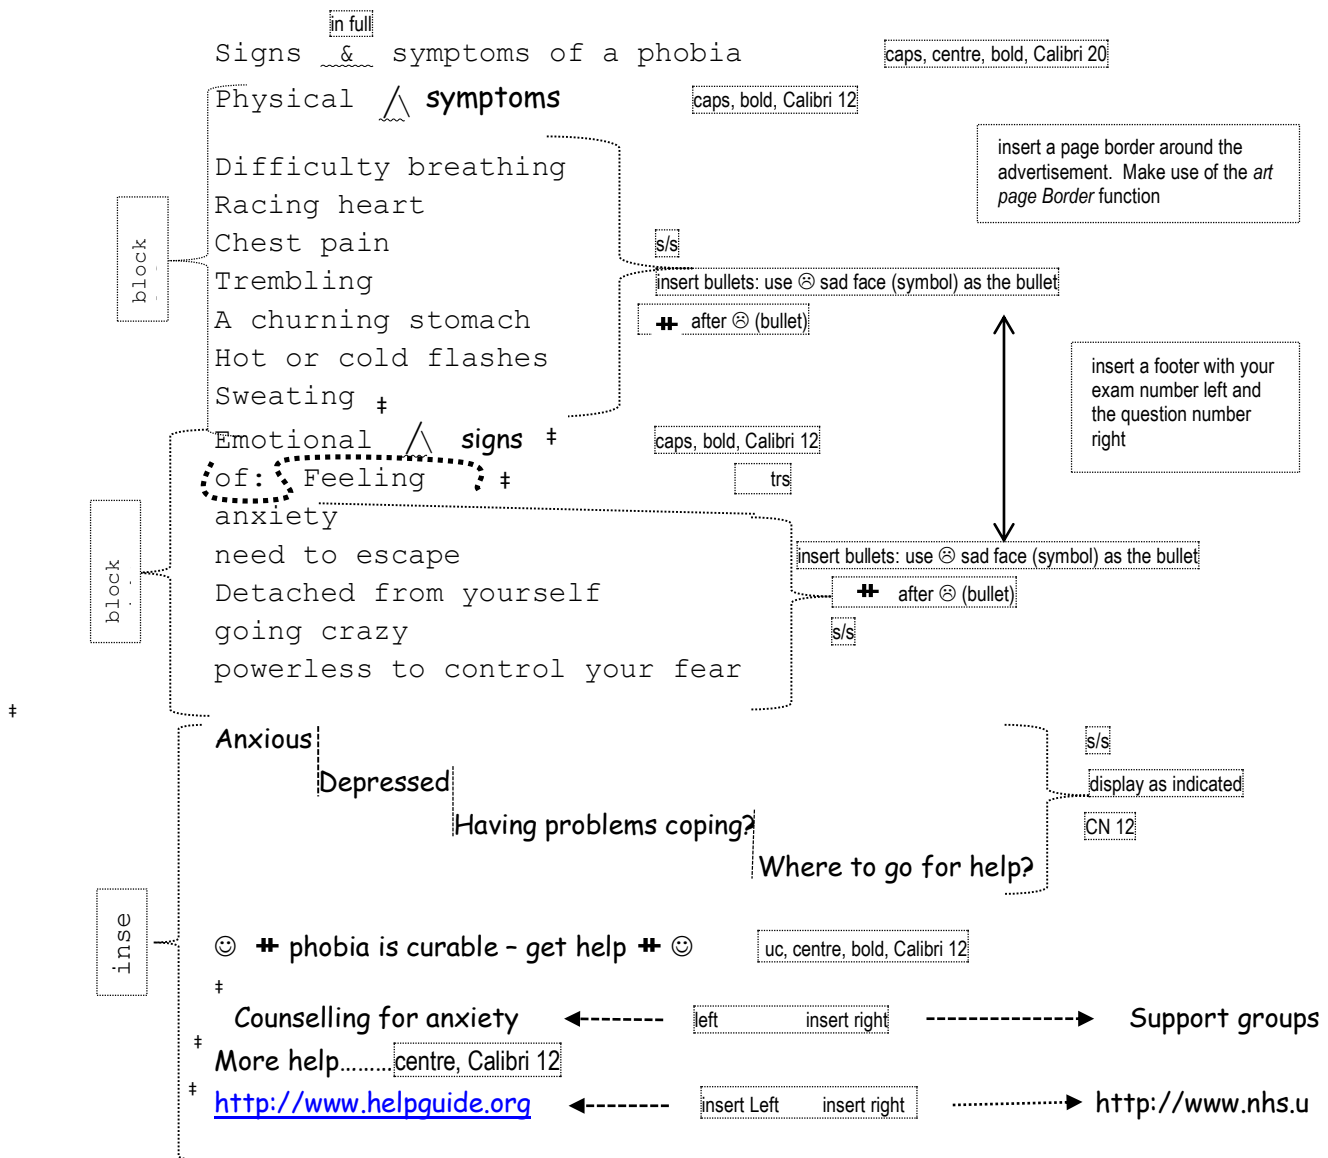 in full
Signs & symptoms of a phobia caps, centre, bold, Calibri 20
Physical symptoms caps, bold, Calibri 12
insert a page border around the
advertisement. Make use of the art
page Border function
Difficulty breathing
Racing heart
Chest pain
Trembling
A churning stomach
Hot or cold flashes
Sweating ‡
block
s/s
insert bullets: use ☹ sad face (symbol) as the bullet
# after ☹ (bullet)
insert a footer with your
exam number left and
the question number
right
Emotional signs ‡ caps, bold, Calibri 12
of: Feeling ‡ trs
anxiety
need to escape
Detached from yourself
going crazy
powerless to control your fear
block
insert bullets: use ☹ sad face (symbol) as the bullet
# after ☹ (bullet)
s/s
‡
Anxious
Depressed
Having problems coping?
Where to go for help?
s/s
display as indicated
CN 12
inse
☺ # phobia is curable – get help # ☺ uc, centre, bold, Calibri 12
‡
Counselling for anxiety left insert right Support groups
‡
More help......... centre, Calibri 12
‡
http://www.helpguide.org insert Left insert right http://www.nhs.u